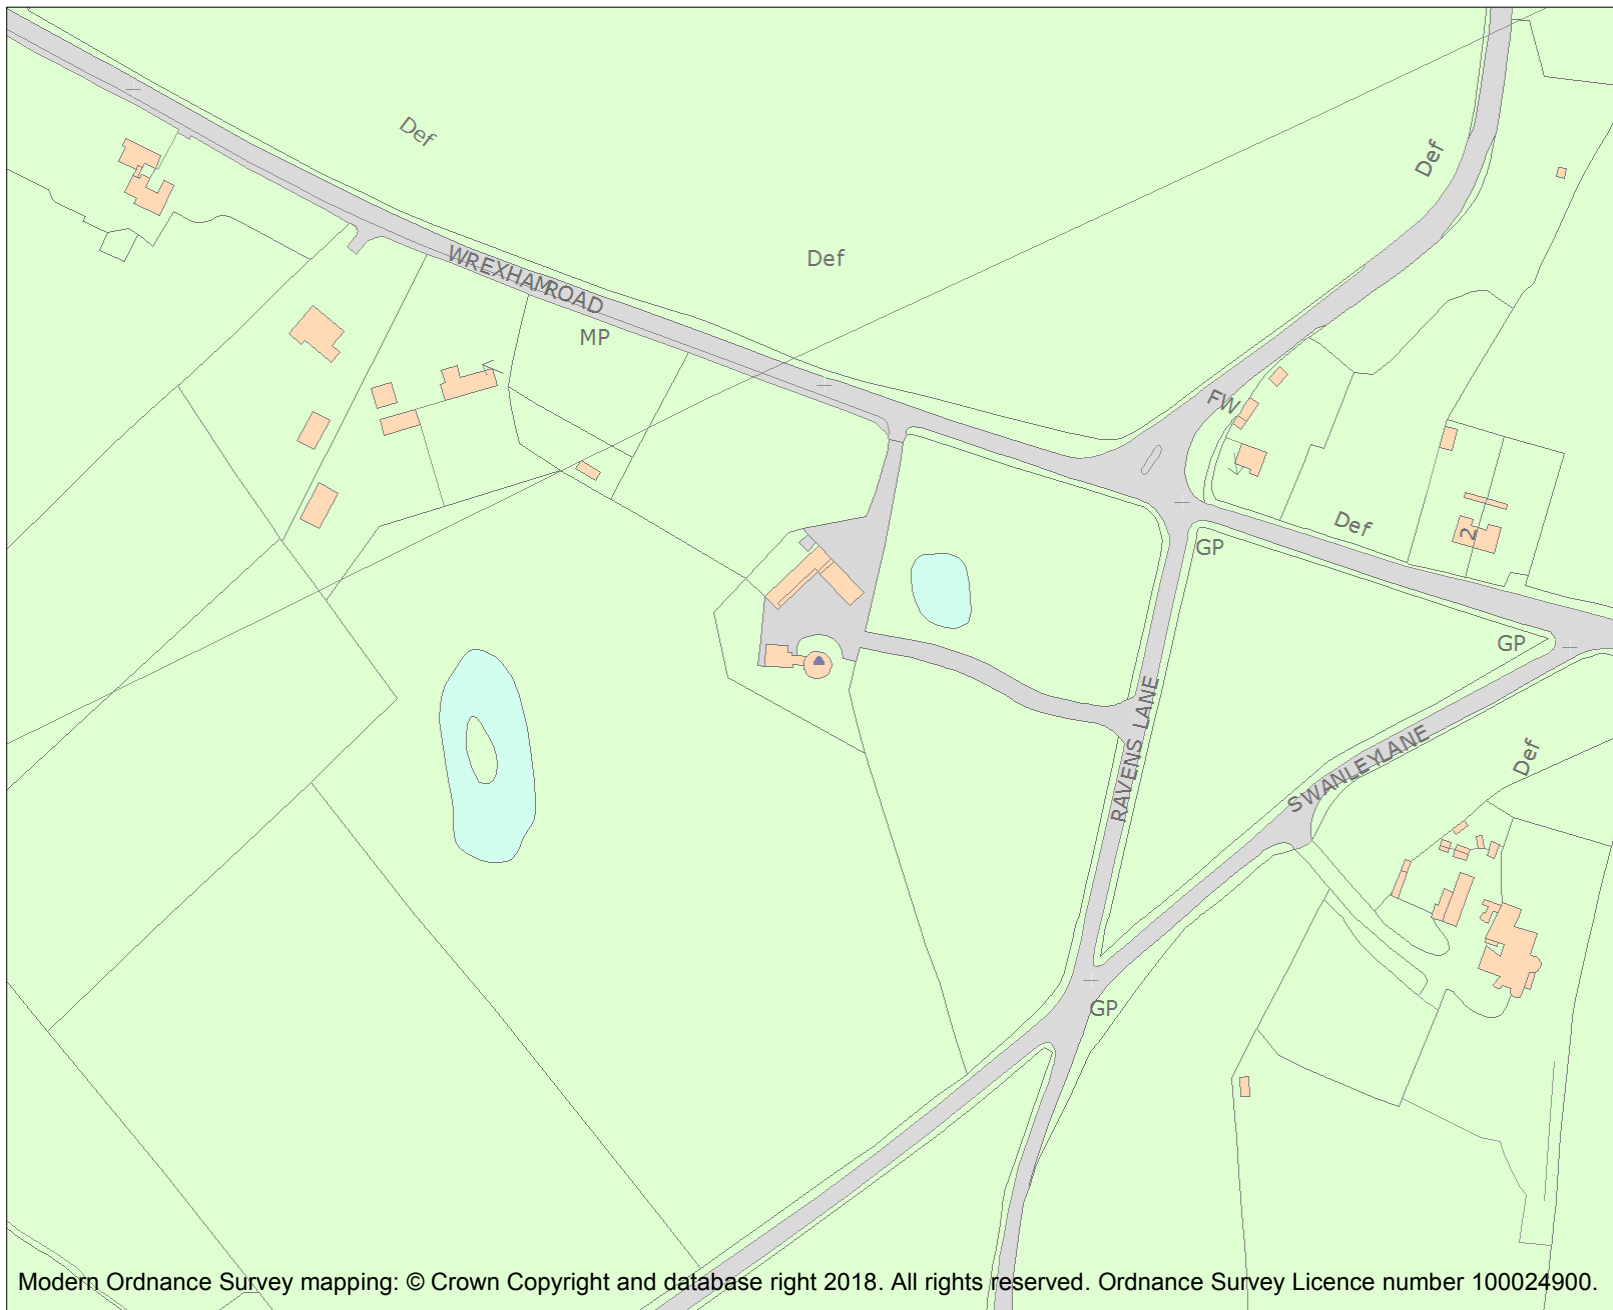 Def
Def
WREXHAM ROAD
Def
MP
FW
Def
2
GP
GP
RAVENS LANE
SWANLEY LANE
Def
GP
Modern Ordnance Survey mapping: © Crown Copyright and database right 2018. All rights reserved. Ordnance Survey Licence number 100024900.